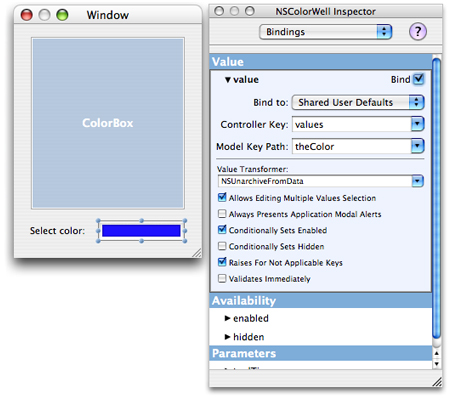 Window
ColorBox
Select color:
NSColorWell Inspector
Bindings
?
Value
value Bind
Bind to: Shared User Defaults
Controller Key: values
Model Key Path: theColor
Value Transformer:
NSUnarchiveFromData
Allows Editing Multiple Values Selection
Always Presents Application Modal Alerts
Conditionally Sets Enabled
Conditionally Sets Hidden
Raises For Not Applicable Keys
Validates Immediately
Availability
enabled
hidden
Parameters